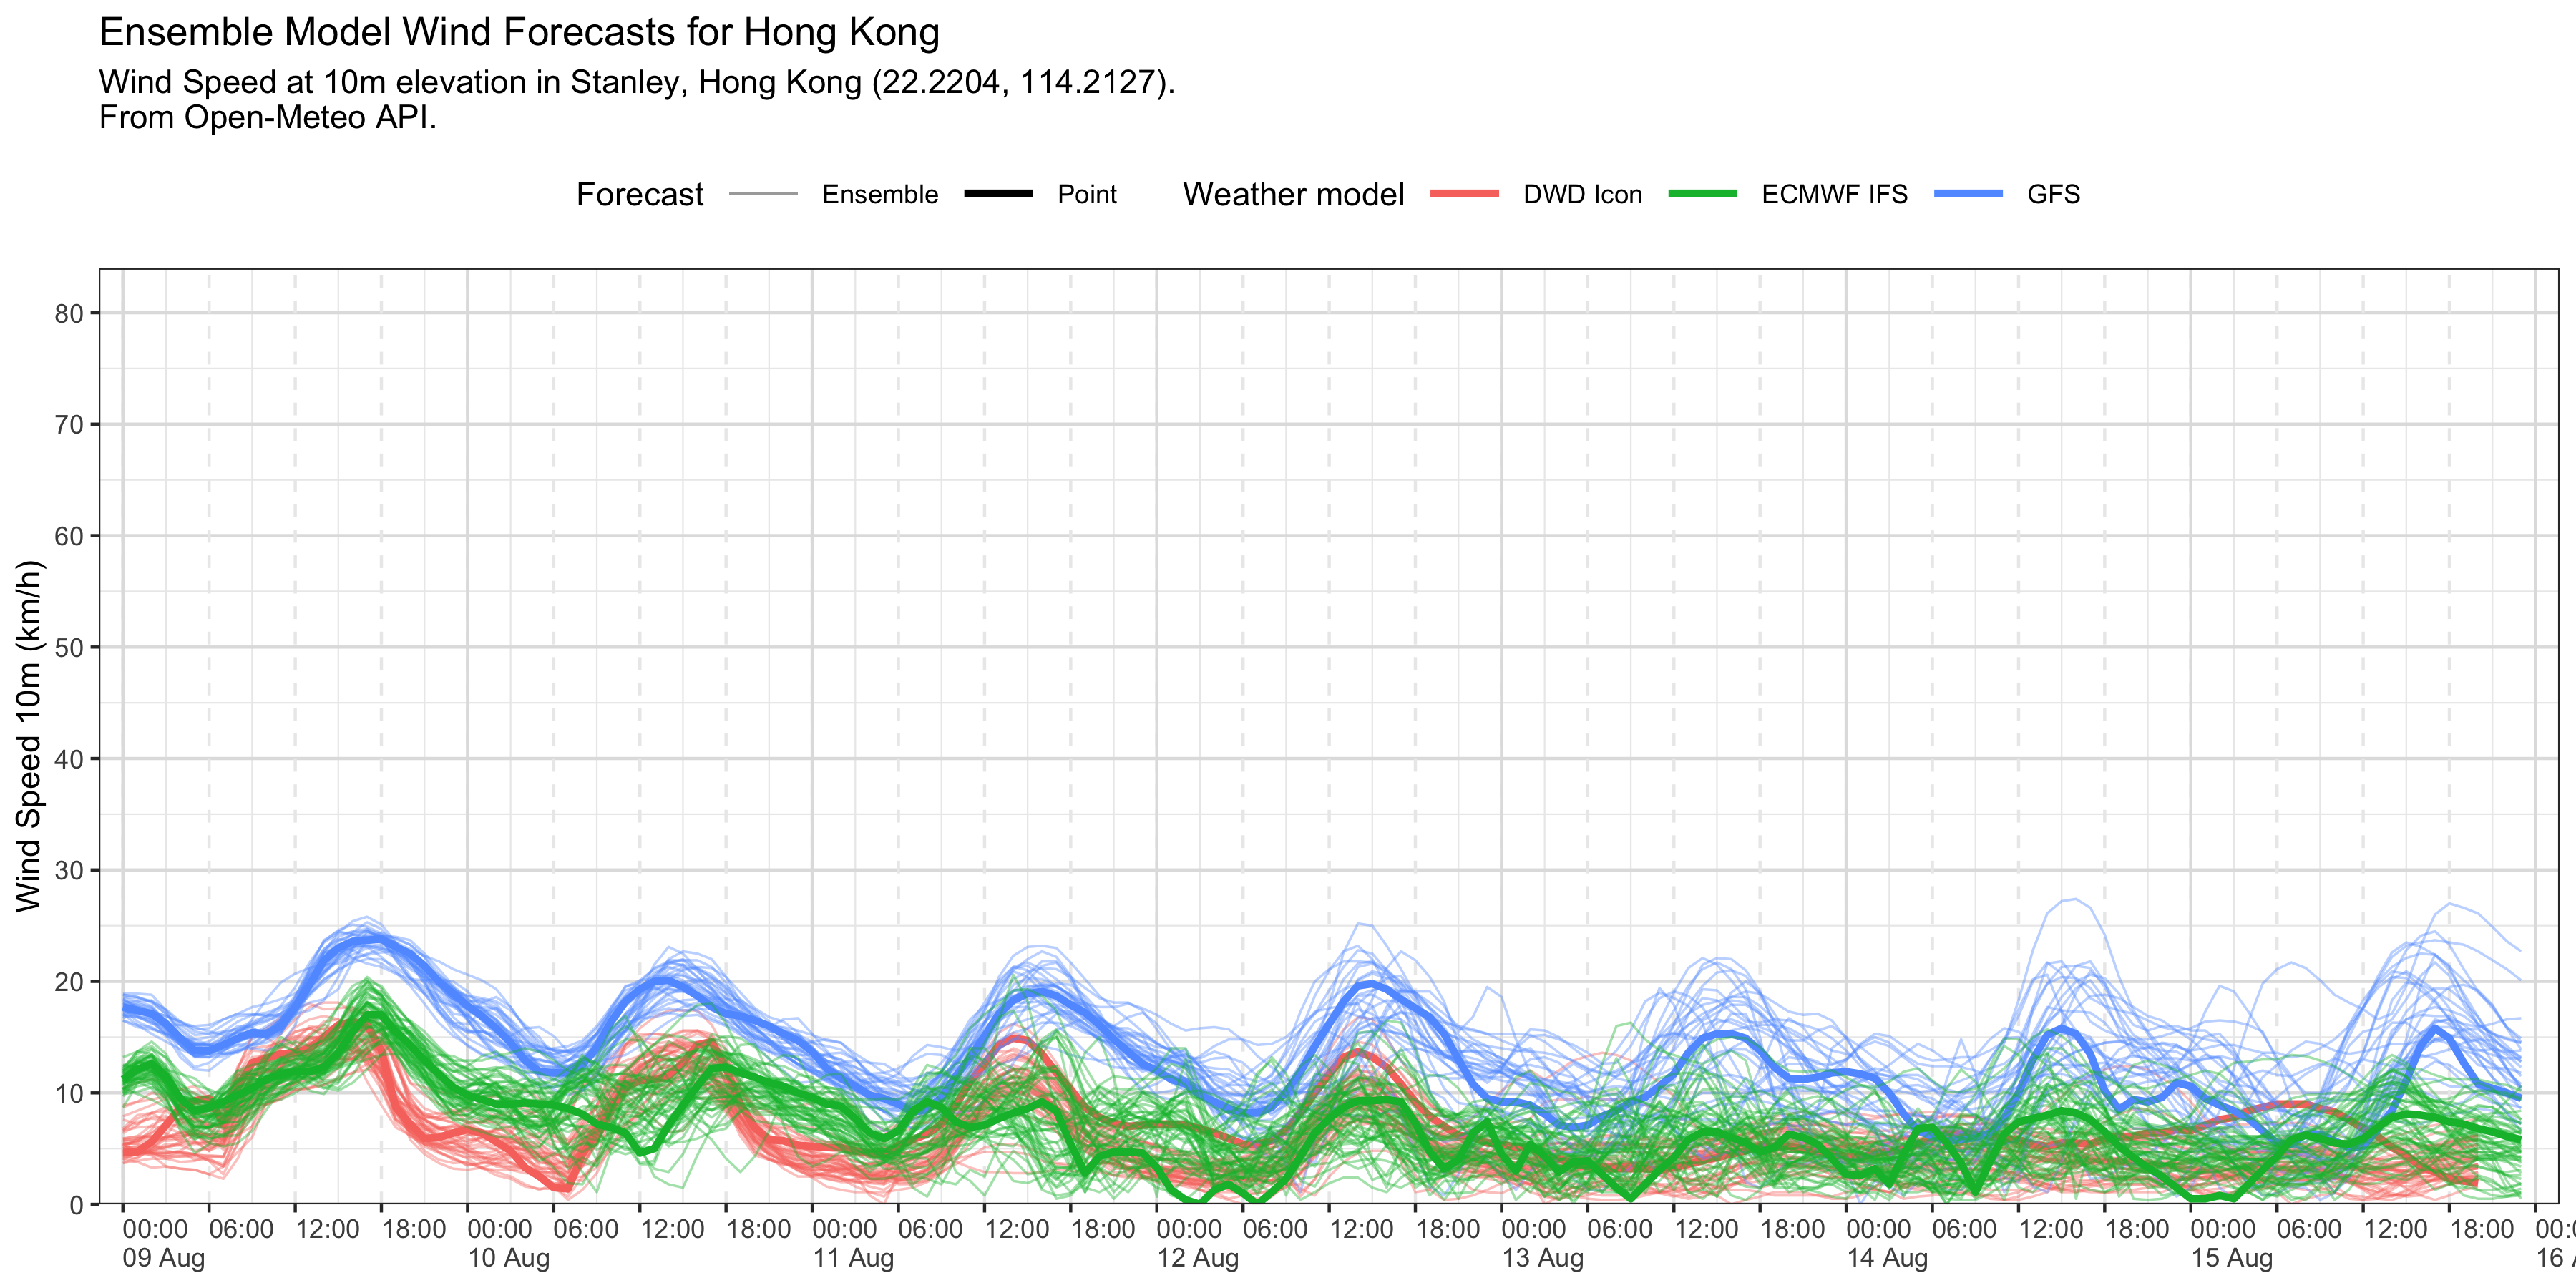 Ensemble Model Wind Forecasts for Hong Kong
Wind Speed at 10m elevation in Stanley, Hong Kong (22.2204, 114.2127).
From Open-Meteo API.
Forecast Ensemble Point Weather model DWD Icon ECMWF IFS GFS
Wind Speed 10m (km/h)
80
70
60
50
40
30
20
10
0
00:00 06:00 12:00 18:00 00:00 06:00 12:00 18:00 00:00 06:00 12:00 18:00 00:00 06:00 12:00 18:00 00:00 06:00 12:00 18:00 00:00 06:00 12:00 18:00 00:00 06:00 12:00 18:00 00:
09 Aug 10 Aug 11 Aug 12 Aug 13 Aug 14 Aug 15 Aug 16